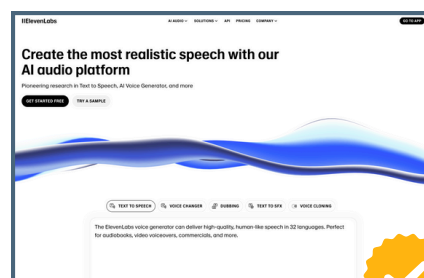 IIElevenLabs
AI AUDIO SOLUTIONS API PRICING COMPANY
GO TO APP
Create the most realistic speech with our
AI audio platform
Pioneering research in Text to Speech, AI Voice Generator, and more
GET STARTED FREE TRY A SAMPLE
TEXT TO SPEECH VOICE CHANGER DUBBING TEXT TO SFX VOICE CLONING
The ElevenLabs voice generator can deliver high-quality, human-like speech in 32 languages. Perfect
for audiobooks, video voiceovers, commercials, and more.